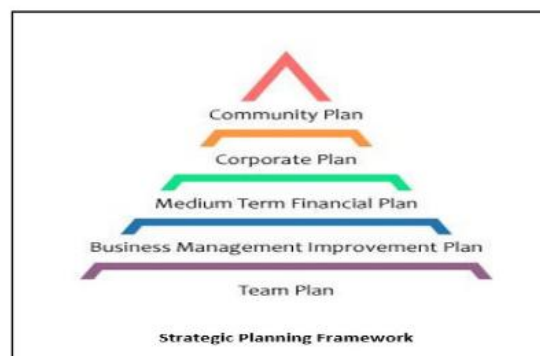 Community Plan
Corporate Plan
Medium Term Financial Plan
Business Management Improvement Plan
Team Plan
Strategic Planning Framework